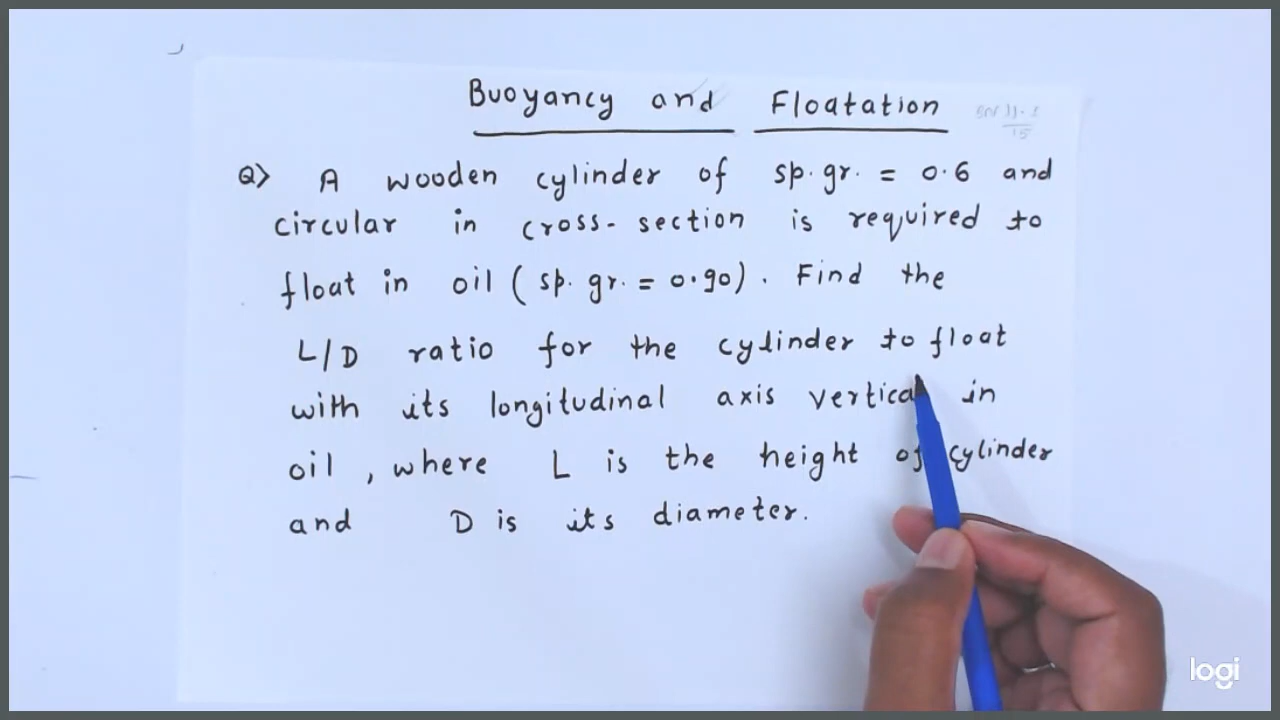 Buoyancy and Floatation
Q> A wooden cylinder of sp. gr. = 0.6 and
circular in cross-section is required to
float in oil (sp. gr. = 0.90). Find the
L/D ratio for the cylinder to float
with its longitudinal axis vertical in
oil, where L is the height of cylinder
and D is its diameter.
logi